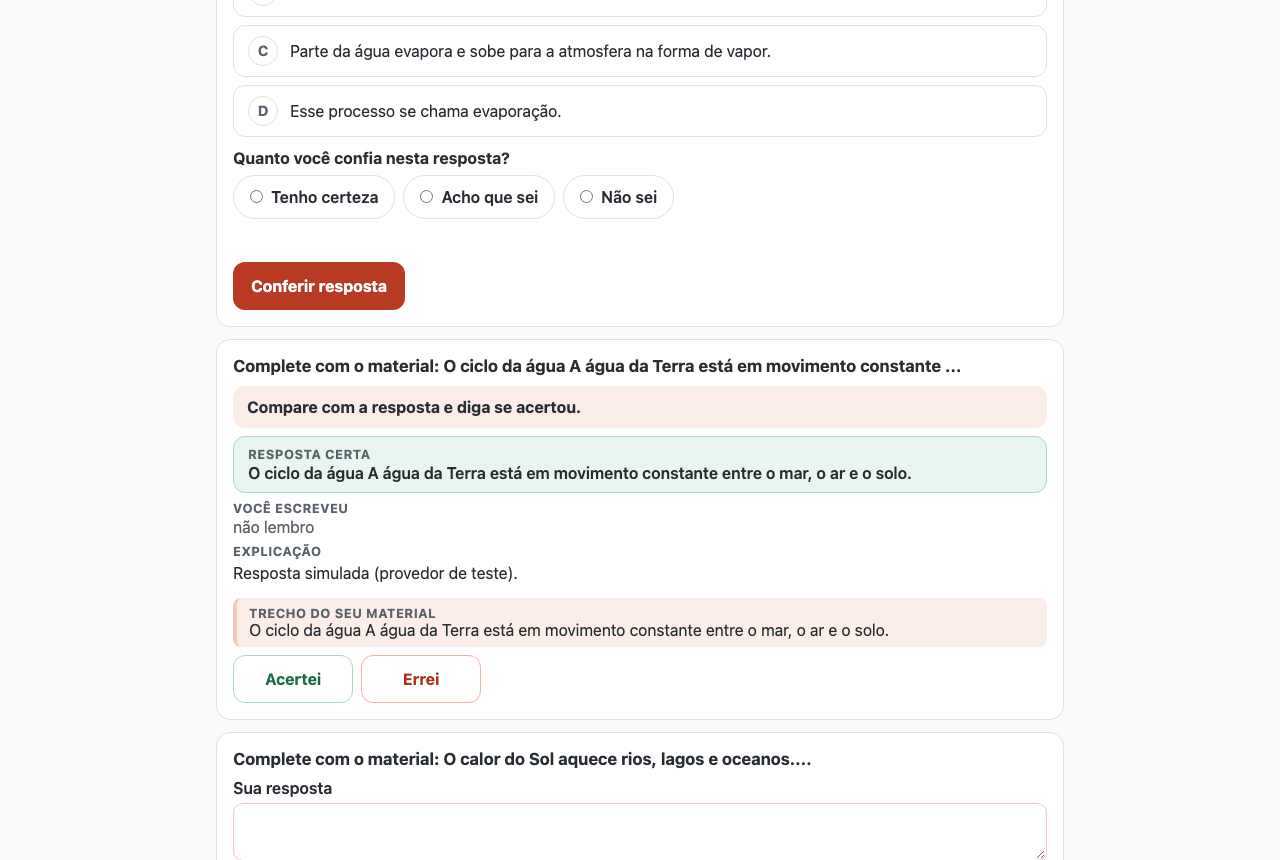 C Parte da água evapora e sobe para a atmosfera na forma de vapor.
D Esse processo se chama evaporação.
Quanto você confia nesta resposta?
Tenho certeza Acho que sei Não sei
Conferir resposta
Complete com o material: O ciclo da água A água da Terra está em movimento constante ...
Compare com a resposta e diga se acertou.
RESPOSTA CERTA
O ciclo da água A água da Terra está em movimento constante entre o mar, o ar e o solo.
VOCÊ ESCREVEU
não lembro
EXPLICAÇÃO
Resposta simulada (provedor de teste).
TRECHO DO SEU MATERIAL
O ciclo da água A água da Terra está em movimento constante entre o mar, o ar e o solo.
Acertei Errei
Complete com o material: O calor do Sol aquece rios, lagos e oceanos....
Sua resposta